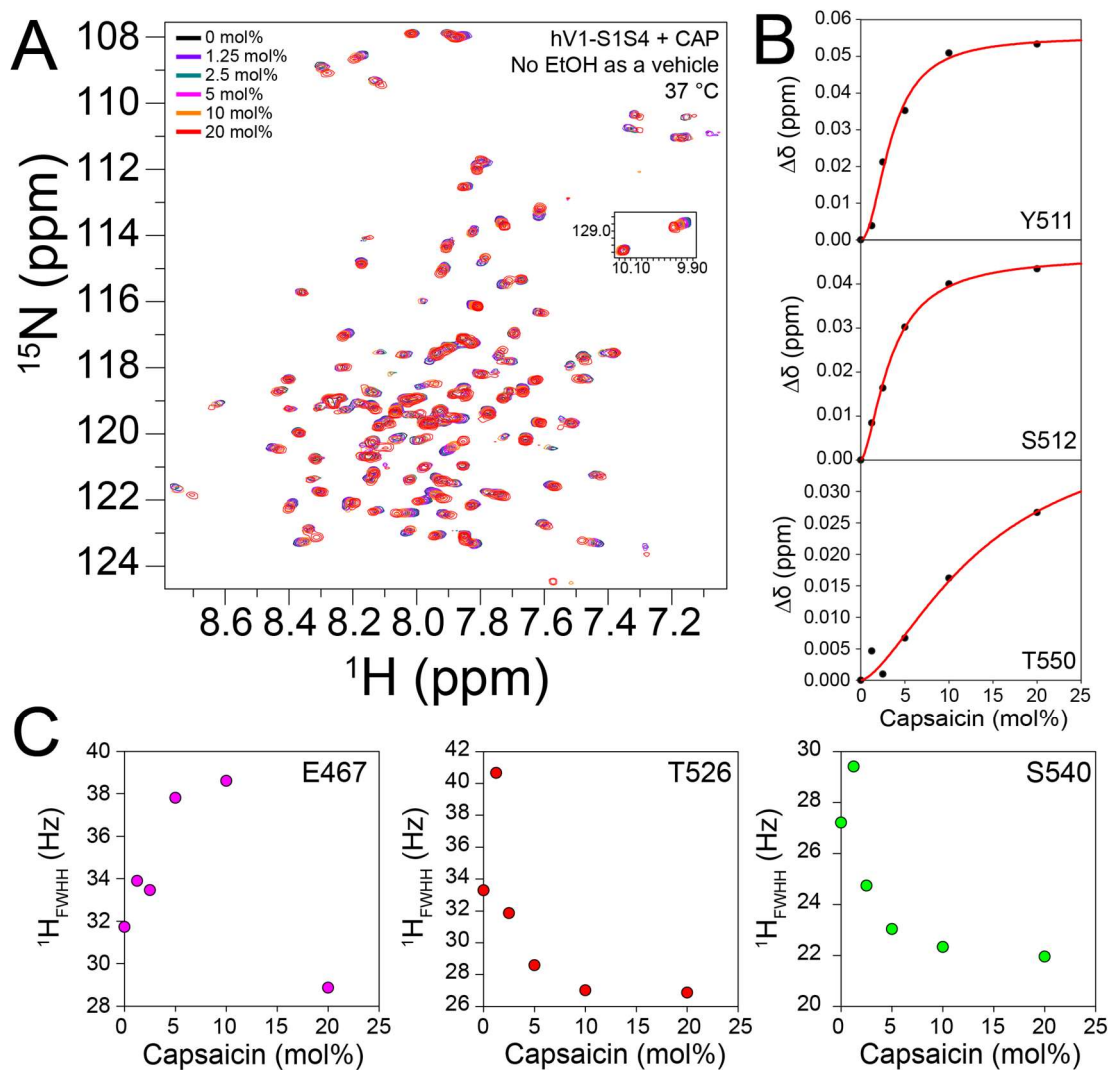 A
hV1-S1S4 + CAP
No EtOH as a vehicle
37 °C
0 mol%
1.25 mol%
2.5 mol%
5 mol%
10 mol%
20 mol%
15N (ppm)
108
110
112
114
116
118
120
122
124
129.0
10.10 9.90
8.6 8.4 8.2 8.0 7.8 7.6 7.4 7.2
1H (ppm)
B
Δδ (ppm)
0.06
0.05
0.04
0.03
0.02
0.01
0.00
Y511
Δδ (ppm)
0.04
0.03
0.02
0.01
0.00
S512
Δδ (ppm)
0.030
0.025
0.020
0.015
0.010
0.005
0.000
T550
0 5 10 15 20 25
Capsaicin (mol%)
C
1HFWHH (Hz)
40
38
36
34
32
30
28
E467
0 5 10 15 20 25
Capsaicin (mol%)
1HFWHH (Hz)
42
40
38
36
34
32
30
28
26
T526
0 5 10 15 20 25
Capsaicin (mol%)
1HFWHH (Hz)
30
28
26
24
22
20
S540
0 5 10 15 20 25
Capsaicin (mol%)